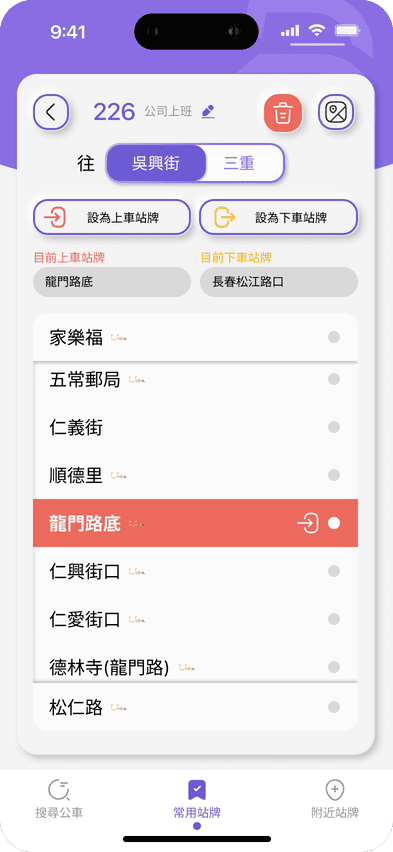 9:41
226 公司上班
往 吳興街 三重
設為上車站牌 設為下車站牌
目前上車站牌 目前下車站牌
龍門路底 長春松江路口
家樂福
五常郵局
仁義街
順德里
龍門路底
仁興街口
仁愛街口
德林寺(龍門路)
松仁路
搜尋公車 常用站牌 附近站牌